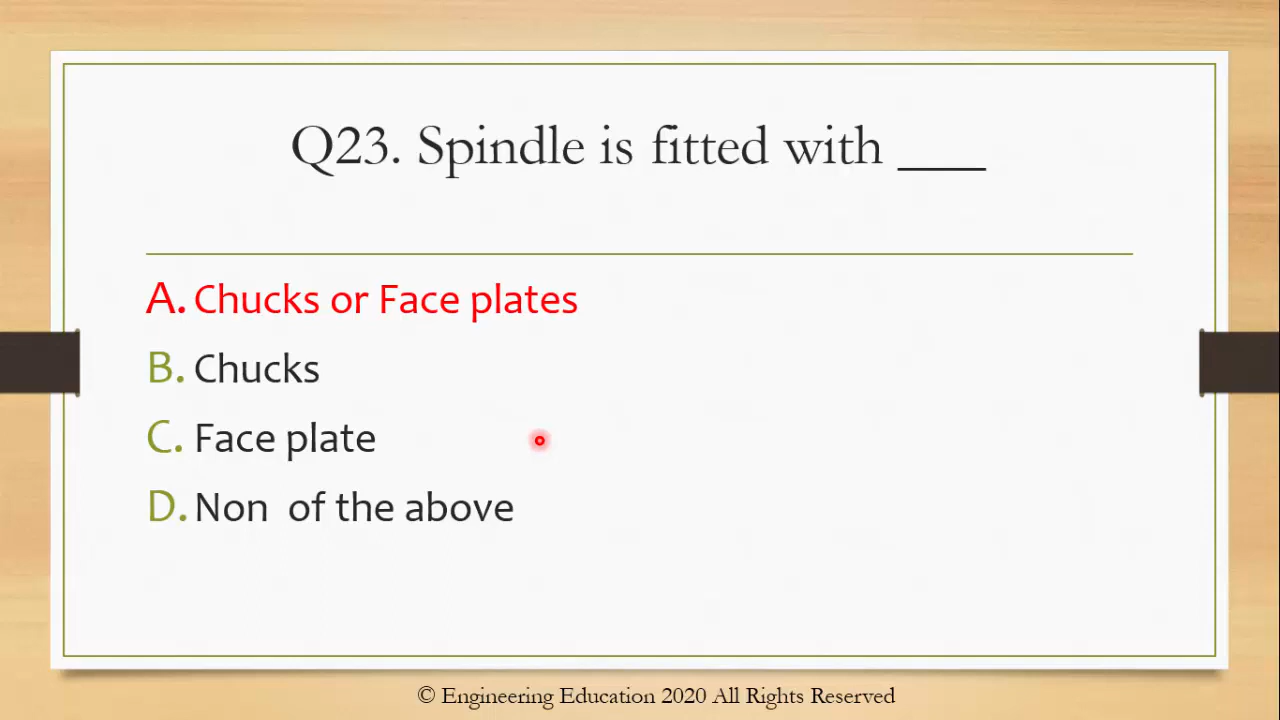 Q23. Spindle is fitted with ___
A. Chucks or Face plates
B. Chucks
C. Face plate
D. Non of the above
© Engineering Education 2020 All Rights Reserved